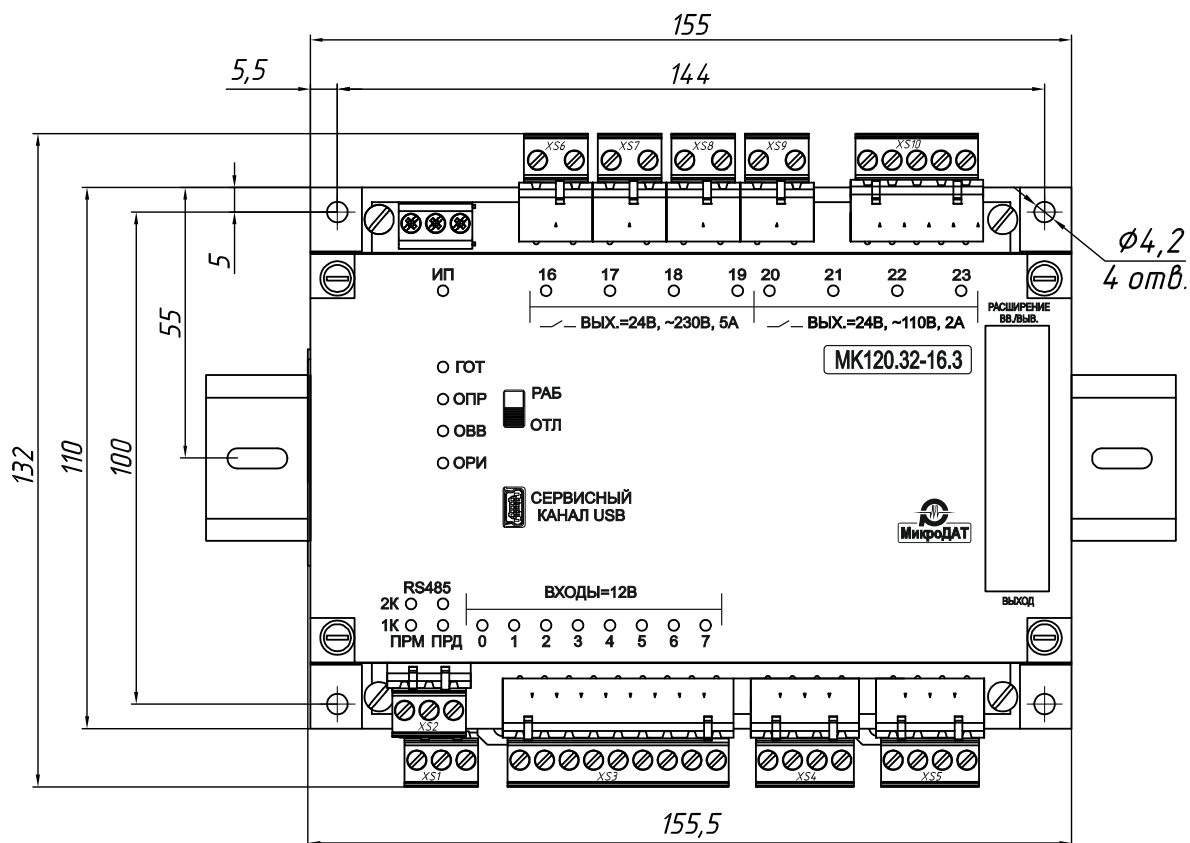 155
5,5
144
XS6 XS7 XS8 XS9 XS10
Ø4,2
4 отв.
5
55
100
110
132
ИП 16 17 18 19 20 21 22 23
ВЫХ.=24В, ~230В, 5А ВЫХ.=24В, ~110В, 2А
РАСШИРЕНИЕ
ВВ./ВЫВ.
МК120.32-16.3
ГОТ
ОПР
ОВВ
ОРИ
РАБ
ОТЛ
СЕРВИСНЫЙ
КАНАЛ USB
МикроДАТ
RS485
ВХОДЫ=12В
2К
1К
ПРМ ПРД 0 1 2 3 4 5 6 7
ВЫХОД
XS2
XS1 XS3 XS4 XS5
155,5